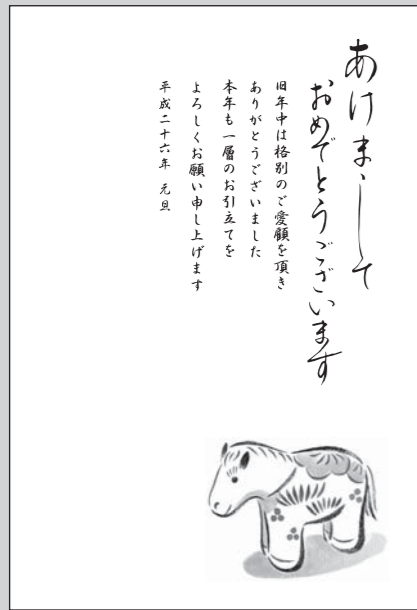 あけまして
おめでとうございます
旧年中は格別のご愛顧を頂き
ありがとうございました
本年も一層のお引立てを
よろしくお願い申し上げます
平成二十六年 元旦